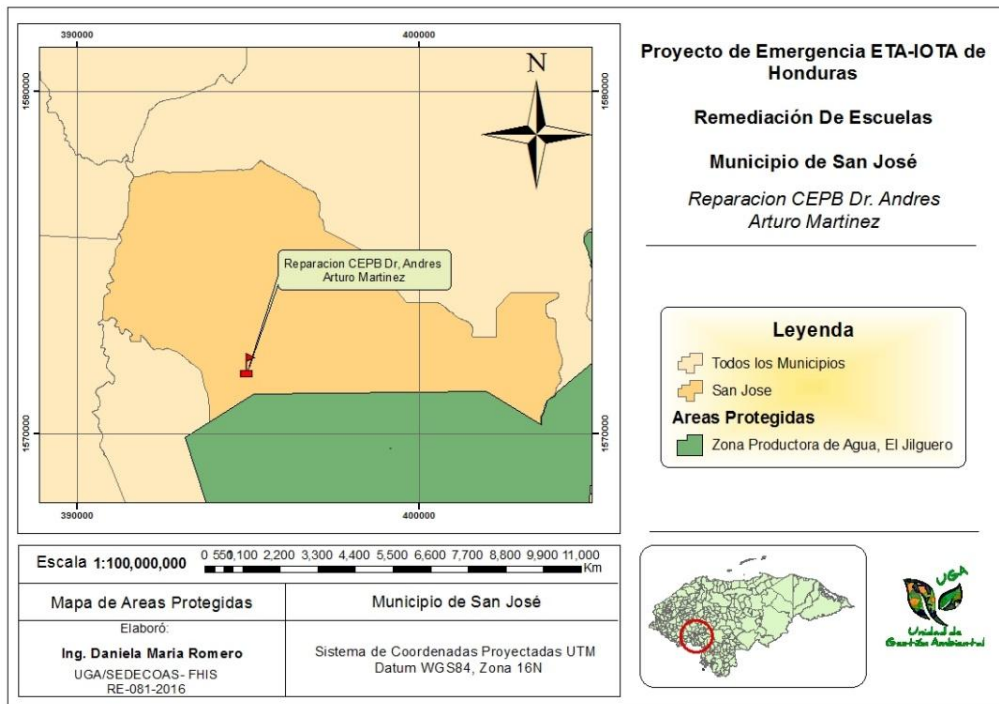 390000
400000
1580000
1580000
N
Reparacion CEPB Dr, Andres
Arturo Martinez
1570000
1570000
390000
400000
Proyecto de Emergencia ETA-IOTA de
Honduras
Remediación De Escuelas
Municipio de San José
Reparacion CEPB Dr. Andres
Arturo Martinez
Leyenda
Todos los Municipios
San Jose
Areas Protegidas
Zona Productora de Agua, El Jilguero
Escala 1:100,000,000
0 550 1,100 2,200 3,300 4,400 5,500 6,600 7,700 8,800 9,900 11,000
Km
Mapa de Areas Protegidas
Municipio de San José
Elaboró:
Ing. Daniela Maria Romero
UGA/SEDECOAS- FHIS
RE-081-2016
Sistema de Coordenadas Proyectadas UTM
Datum WGS84, Zona 16N
UGA
Unidad de
Gestión Ambiental